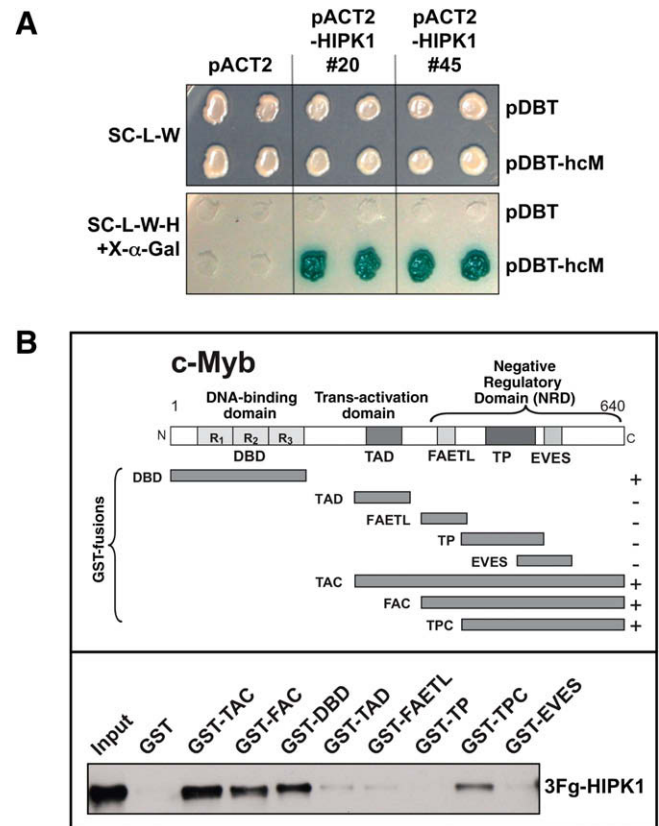 A
pACT2
pACT2
-HIPK1
#20
pACT2
-HIPK1
#45
SC-L-W
pDBT
pDBT-hcM
SC-L-W-H
+X-α-Gal
pDBT
pDBT-hcM
B
c-Myb
1
DNA-binding
domain
Trans-activation
domain
Negative
Regulatory
Domain (NRD)
640
N
R1
R2
R3
C
DBD
TAD
FAETL
TP
EVES
GST-fusions
DBD
+
TAD
-
FAETL
-
TP
-
EVES
-
TAC
+
FAC
+
TPC
+
Input
GST
GST-TAC
GST-FAC
GST-DBD
GST-TAD
GST-FAETL
GST-TP
GST-TPC
GST-EVES
3Fg-HIPK1